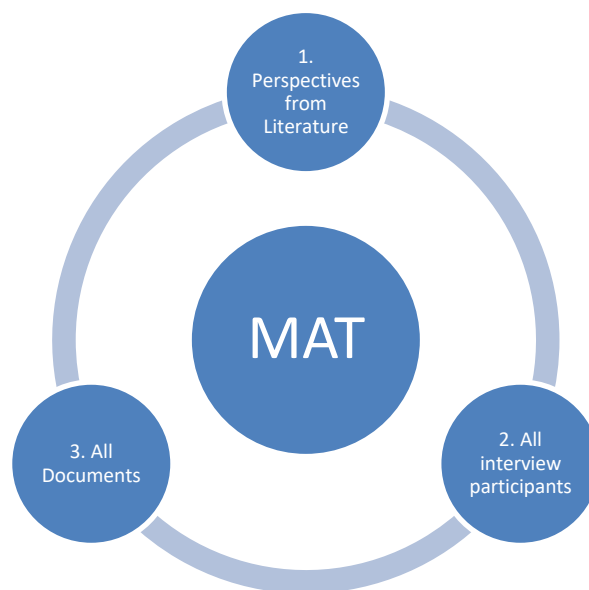 1.
Perspectives
from
Literature
MAT
3. All
Documents
2. All
interview
participants